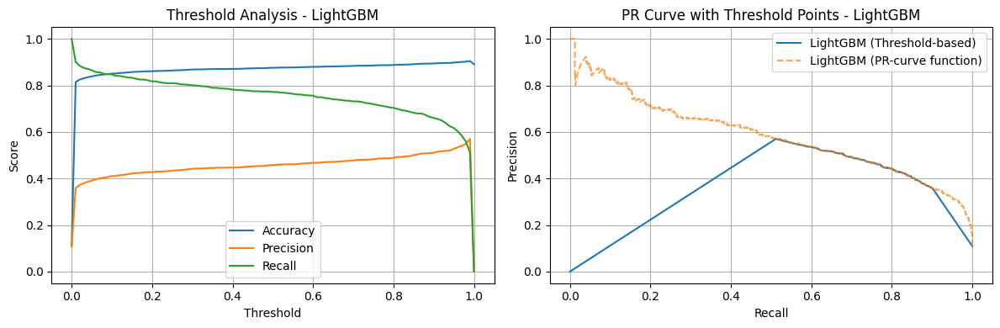 Threshold Analysis - LightGBM
1.0
0.8
0.6
0.4
0.2
0.0
Score
Accuracy
Precision
Recall
0.0 0.2 0.4 0.6 0.8 1.0
Threshold
PR Curve with Threshold Points - LightGBM
LightGBM (Threshold-based)
LightGBM (PR-curve function)
1.0
0.8
0.6
0.4
0.2
0.0
Precision
0.0 0.2 0.4 0.6 0.8 1.0
Recall